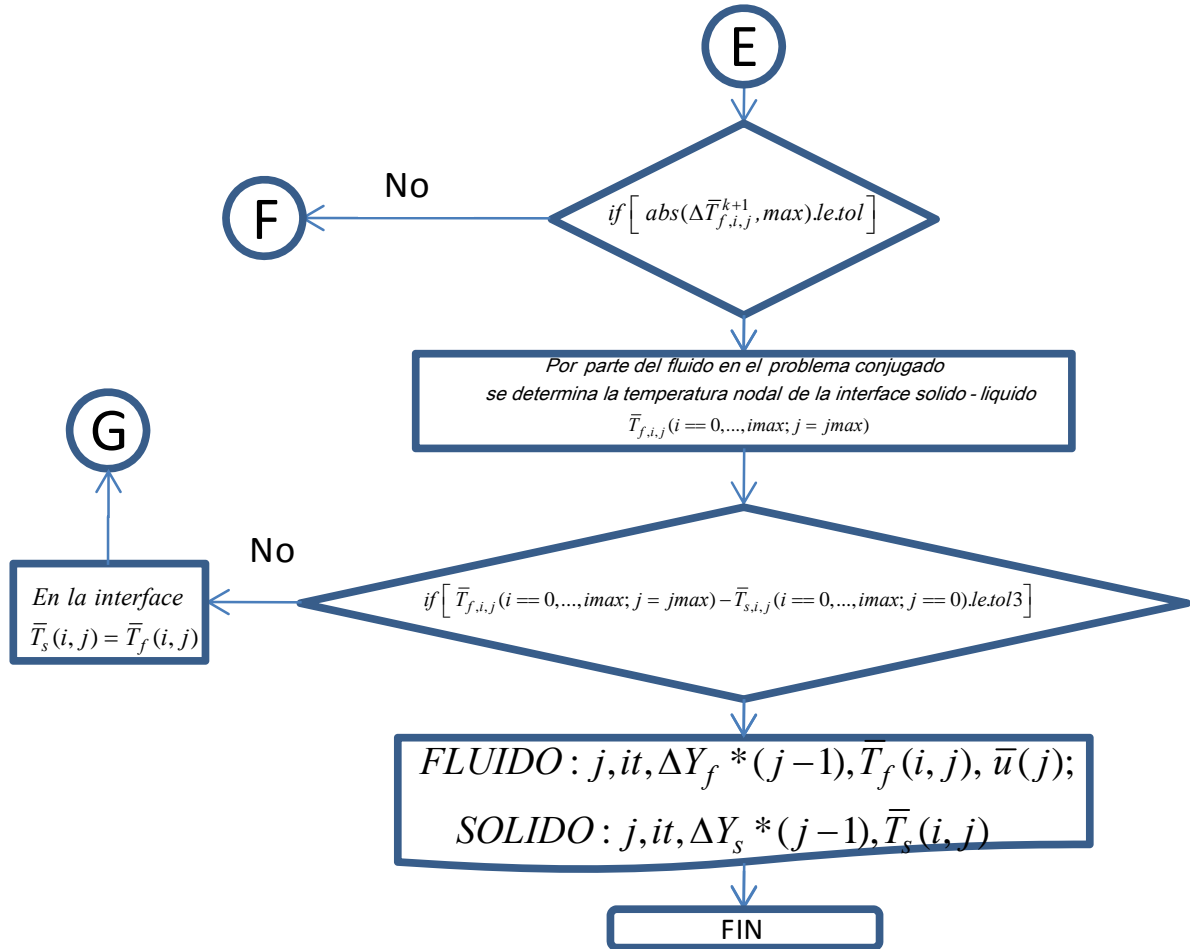 E
No
F
if [ abs(ΔT̅_{f,i,j}^{k+1}, max).le.tol ]
Por parte del fluido en el problema conjugado
se determina la temperatura nodal de la interface solido - liquido
T̅_{f,i,j}(i == 0,...,imax; j = jmax)
G
No
En la interface
T̅_s(i, j) = T̅_f(i, j)
if [ T̅_{f,i,j}(i == 0,...,imax; j = jmax) − T̅_{s,i,j}(i == 0,...,imax; j == 0).le.tol3 ]
FLUIDO : j, it, ΔY_f *(j−1), T̅_f(i, j), u̅(j);
SOLIDO : j, it, ΔY_s *(j−1), T̅_s(i, j)
FIN